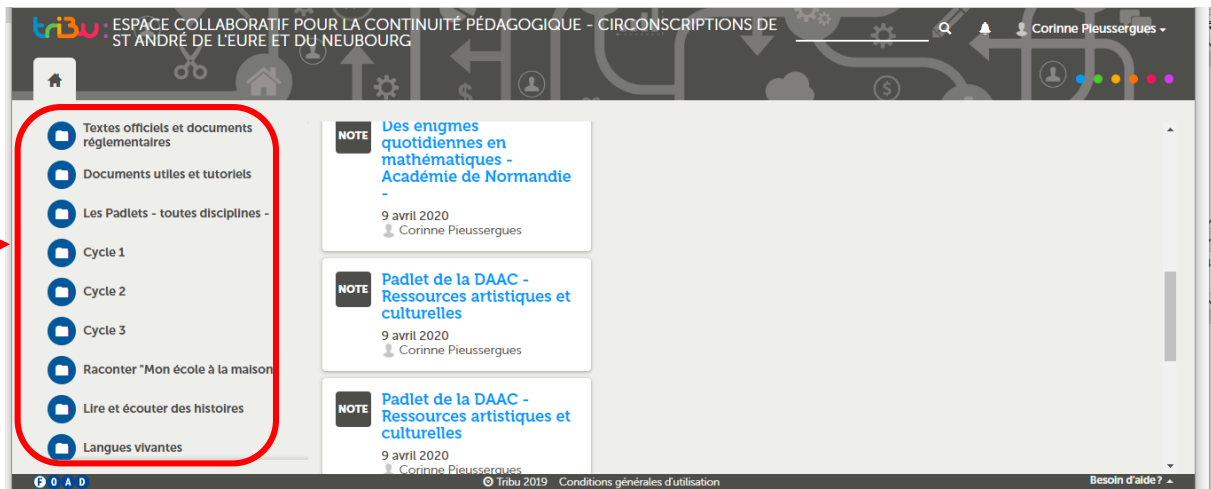 triBu : ESPACE COLLABORATIF POUR LA CONTINUITÉ PÉDAGOGIQUE - CIRCONSCRIPTIONS DE
ST ANDRÉ DE L'EURE ET DU NEUBOURG
Corinne Pieussergues
Textes officiels et documents
réglementaires
Documents utiles et tutoriels
Les Padlets - toutes disciplines -
Cycle 1
Cycle 2
Cycle 3
Raconter "Mon école à la maison
Lire et écouter des histoires
Langues vivantes
NOTE
Des énigmes
quotidiennes en
mathématiques -
Académie de Normandie
-
9 avril 2020
Corinne Pieussergues
NOTE
Padlet de la DAAC -
Ressources artistiques et
culturelles
9 avril 2020
Corinne Pieussergues
NOTE
Padlet de la DAAC -
Ressources artistiques et
culturelles
9 avril 2020
Corinne Pieussergues
F O A D
Tribu 2019 Conditions générales d'utilisation
Besoin d'aide ?